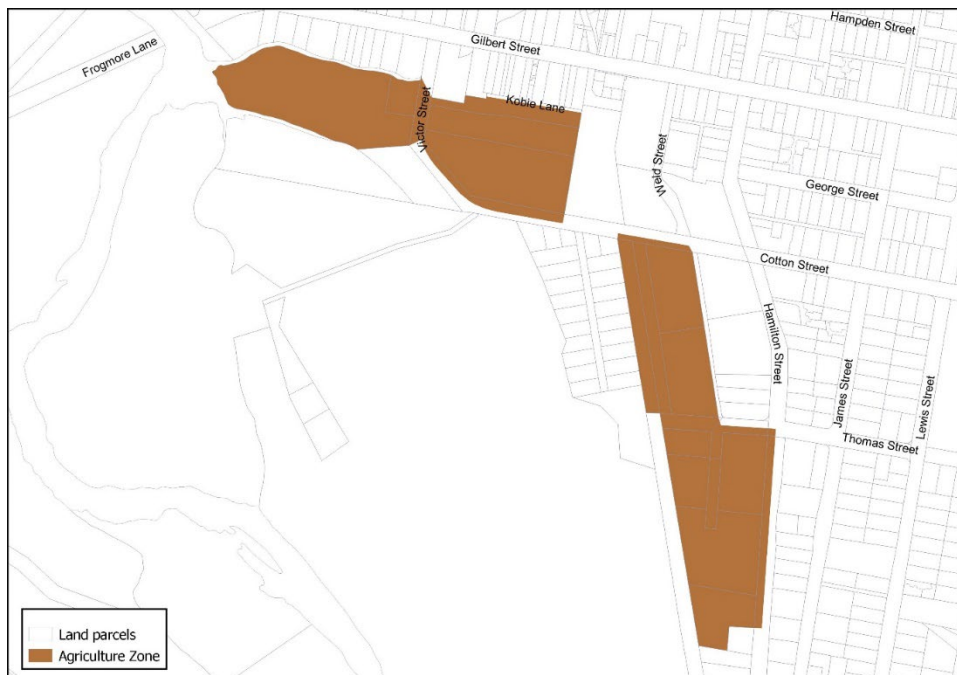 Hampden Street
Gilbert Street
Frogmore Lane
Kobie Lane
Victor Street
Weld Street
George Street
Cotton Street
Hamilton Street
James Street
Lewis Street
Thomas Street
Land parcels
Agriculture Zone